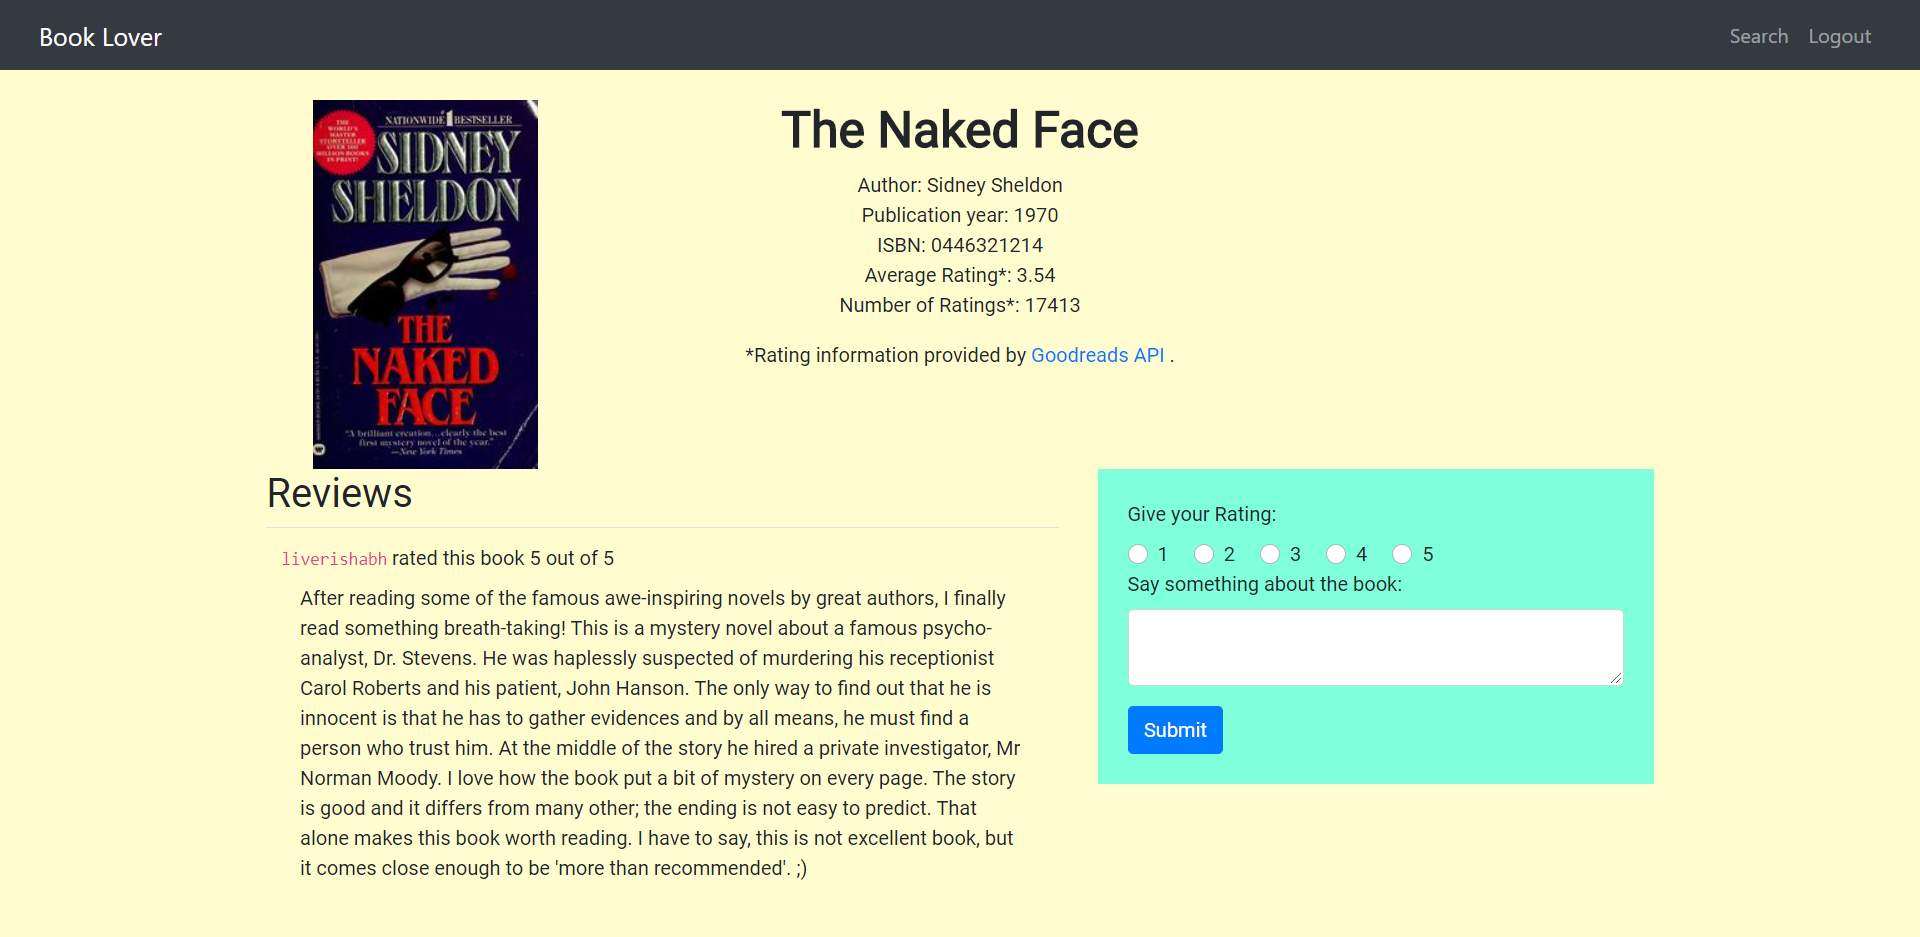 Book Lover
Search Logout
THE
WORLD'S
MASTER
STORYTELLER
OVER 100
MILLION BOOKS
IN PRINT!
NATIONWIDE #1 BESTSELLER
SIDNEY
SHELDON
THE
NAKED
FACE
"A brilliant creation...clearly the best
first mystery novel of the year."
—New York Times
The Naked Face
Author: Sidney Sheldon
Publication year: 1970
ISBN: 0446321214
Average Rating*: 3.54
Number of Ratings*: 17413
*Rating information provided by Goodreads API .
Reviews
liverishabh rated this book 5 out of 5
After reading some of the famous awe-inspiring novels by great authors, I finally
read something breath-taking! This is a mystery novel about a famous psycho-
analyst, Dr. Stevens. He was haplessly suspected of murdering his receptionist
Carol Roberts and his patient, John Hanson. The only way to find out that he is
innocent is that he has to gather evidences and by all means, he must find a
person who trust him. At the middle of the story he hired a private investigator, Mr
Norman Moody. I love how the book put a bit of mystery on every page. The story
is good and it differs from many other; the ending is not easy to predict. That
alone makes this book worth reading. I have to say, this is not excellent book, but
it comes close enough to be 'more than recommended'. ;)
Give your Rating:
1 2 3 4 5
Say something about the book:
Submit